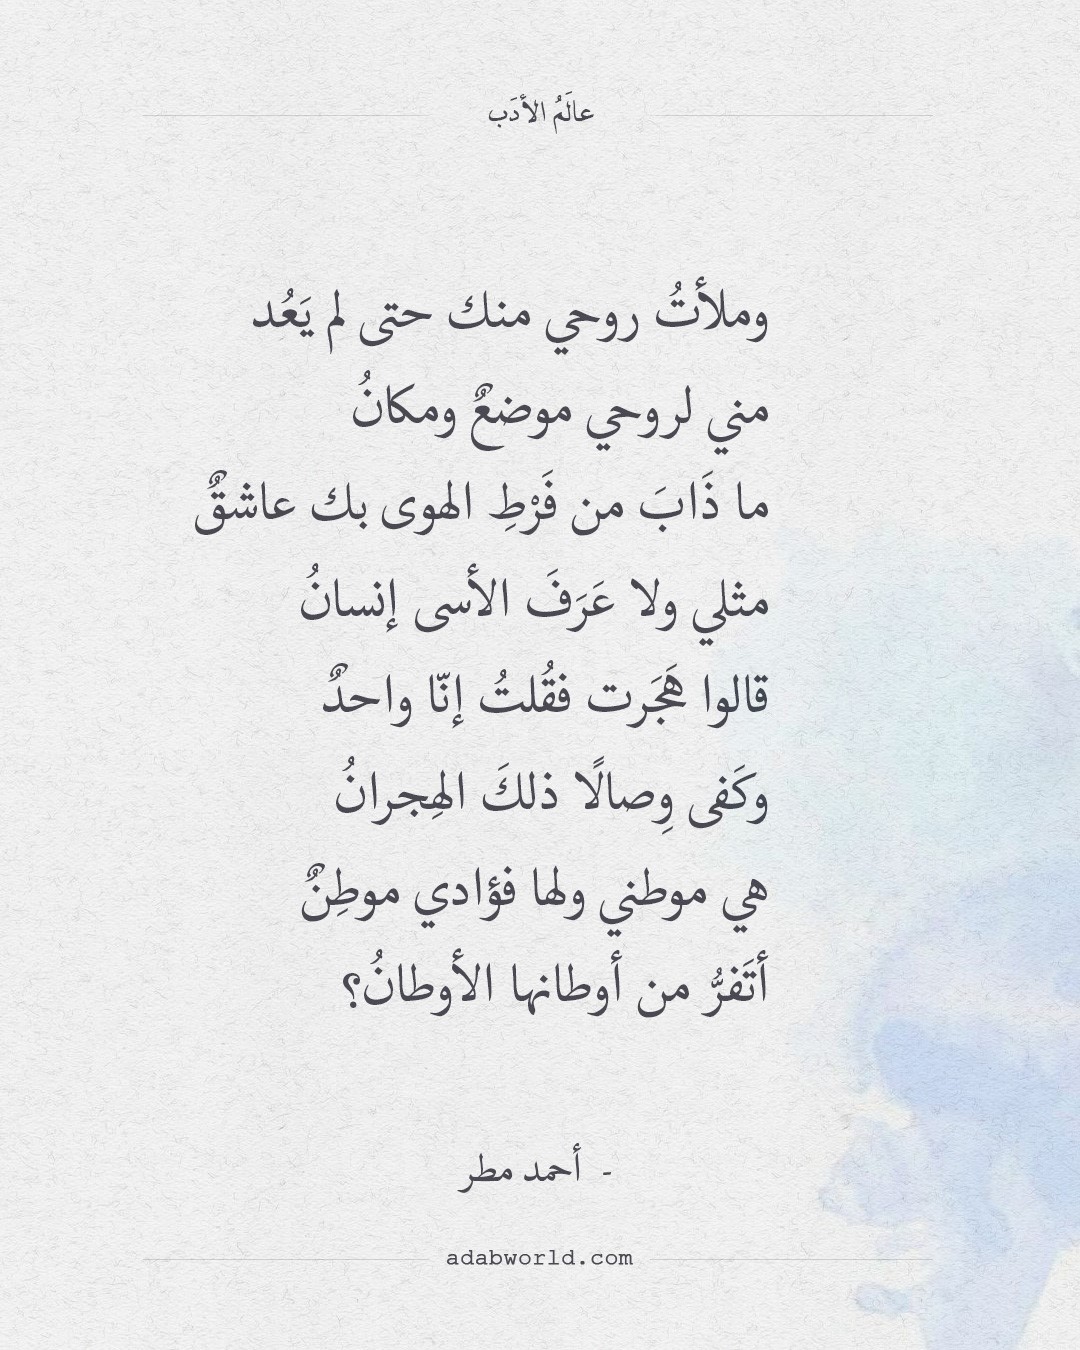 عالَمُ الأدَب
وملأتُ روحي منك حتى لم يَعُد
مني لروحي موضعٌ ومكانُ
ما ذَابَ من فَرْطِ الهوى بك عاشقٌ
مثلي ولا عَرَفَ الأسى إنسانُ
قالوا هَجَرت فقُلتُ إنّا واحدٌ
وكَفى وِصالًا ذلكَ الهِجرانُ
هي موطني ولها فؤادي موطِنٌ
أتَفرُّ من أوطانها الأوطانُ؟
- أحمد مطر
adabworld.com